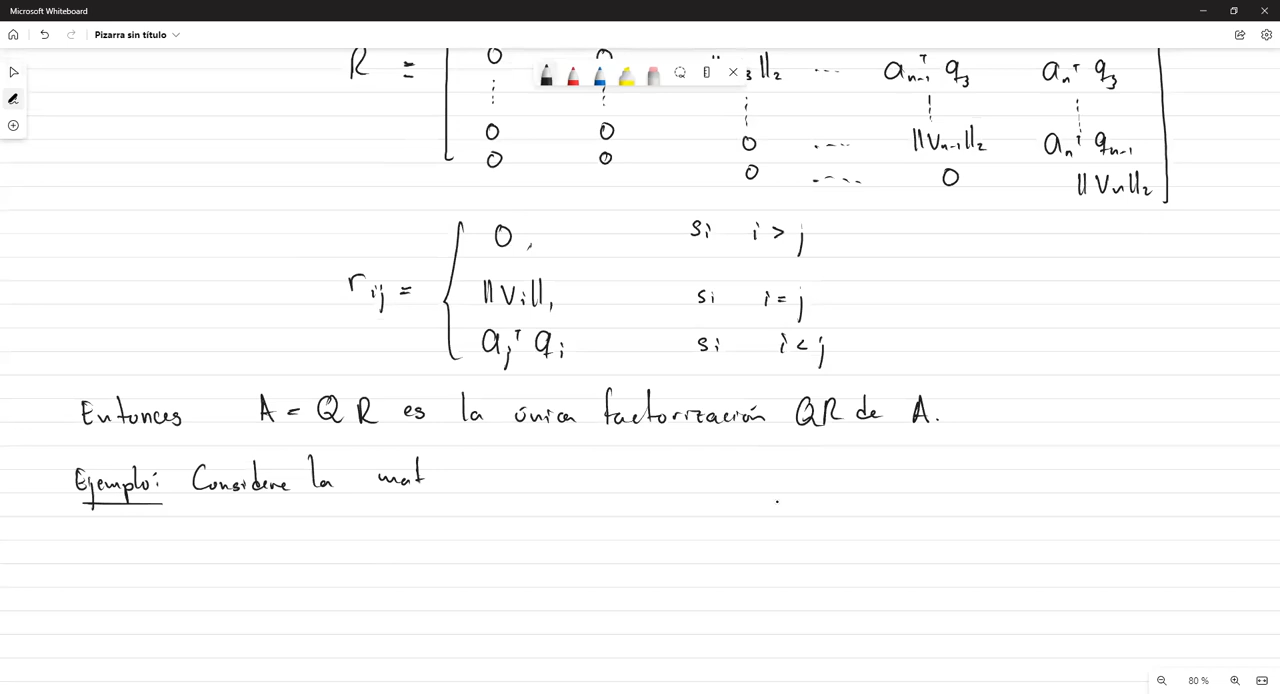 Microsoft Whiteboard
Pizarra sin título
R = 0 ‖₂ ... aₙ₋₁ᵀ q₃ aₙᵀ q₃
0 0 0 .... ‖Vₙ₋₁‖₂ aₙᵀ qₙ₋₁
0 0 0 ..... 0 ‖Vₙ‖₂
0, si i > j
rᵢⱼ = ‖Vᵢ‖, si i = j
aⱼᵀ qᵢ si i < j
Entonces A = QR es la única factorización QR de A.
Ejemplo: Considere la mat
80 %